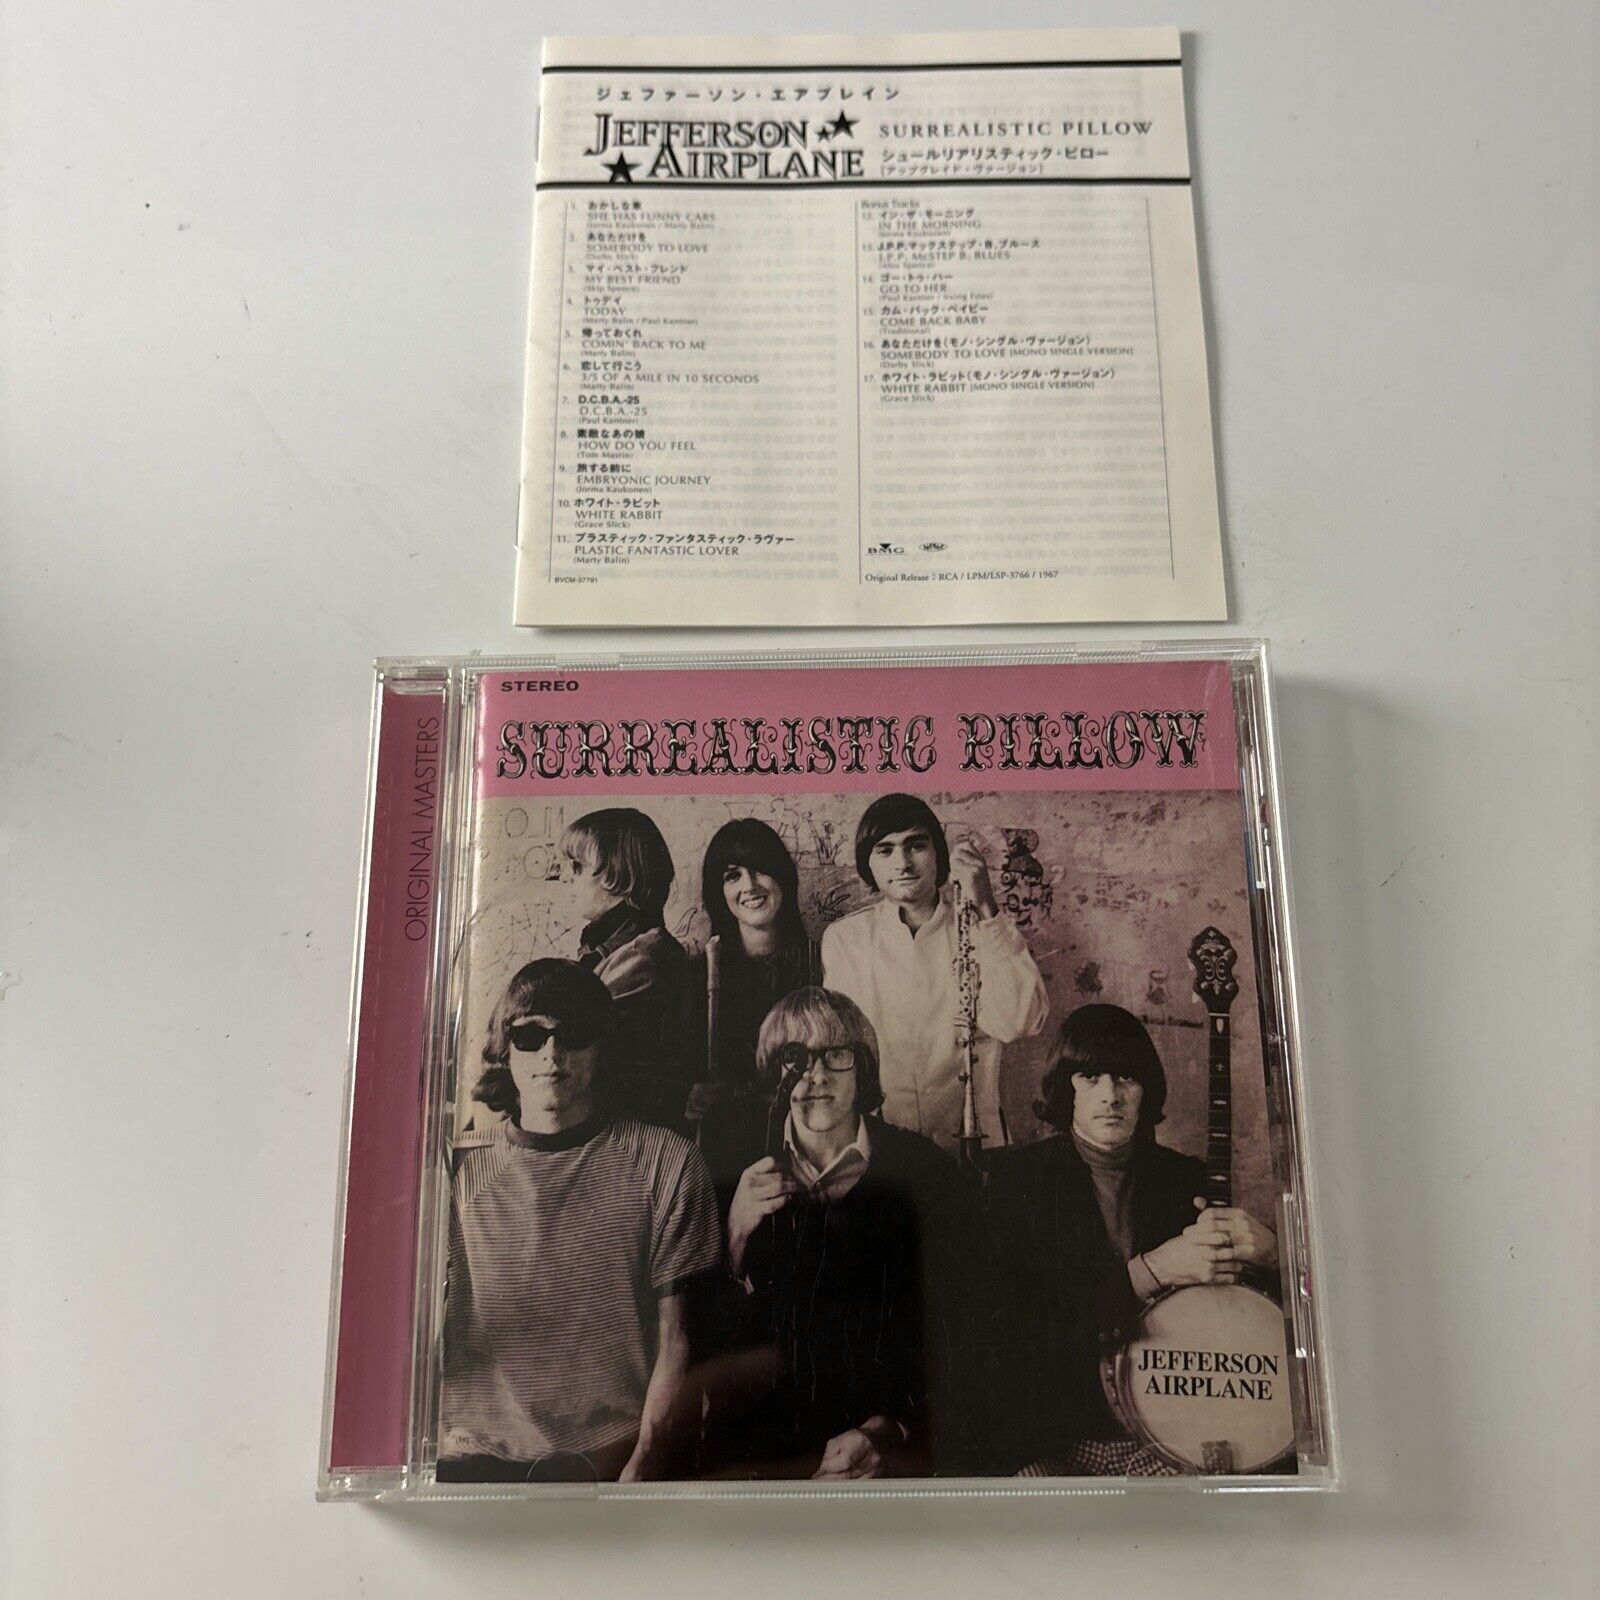 ジェファーソン・エアプレイン
JEFFERSON
AIRPLANE
SURREALISTIC PILLOW
シュールリアリスティック・ピロー
[アップグレイド・ヴァージョン]
1. おかしな車
SHE HAS FUNNY CARS
(Jorma Kaukonen / Marty Balin)
2. あなただけを
SOMEBODY TO LOVE
(Darby Slick)
3. マイ・ベスト・フレンド
MY BEST FRIEND
(Skip Spence)
4. トゥデイ
TODAY
(Marty Balin / Paul Kantner)
5. 帰っておくれ
COMIN' BACK TO ME
(Marty Balin)
6. 恋して行こう
3/5 OF A MILE IN 10 SECONDS
(Marty Balin)
7. D.C.B.A.-25
D.C.B.A.-25
(Paul Kantner)
8. 素敵なあの娘
HOW DO YOU FEEL
(Tom Mastin)
9. 旅する前に
EMBRYONIC JOURNEY
(Jorma Kaukonen)
10. ホワイト・ラビット
WHITE RABBIT
(Grace Slick)
11. プラスティック・ファンタスティック・ラヴァー
PLASTIC FANTASTIC LOVER
(Marty Balin)
BVCM-37791
Bonus Tracks
12. イン・ザ・モーニング
IN THE MORNING
(Jorma Kaukonen)
13. J.P.P.マックステップ・B.ブルース
J.P.P. McSTEP B. BLUES
(Skip Spence)
14. ゴー・トゥ・ハー
GO TO HER
(Paul Kantner / Irving Estes)
15. カム・バック・ベイビー
COME BACK BABY
(Traditional)
16. あなただけを(モノ・シングル・ヴァージョン)
SOMEBODY TO LOVE [MONO SINGLE VERSION]
(Darby Slick)
17. ホワイト・ラビット(モノ・シングル・ヴァージョン)
WHITE RABBIT [MONO SINGLE VERSION]
(Grace Slick)
BMG
Original Release : RCA / LPM/LSP-3766 / 1967
ORIGINAL MASTERS
STEREO
SURREALISTIC PILLOW
JEFFERSON
AIRPLANE